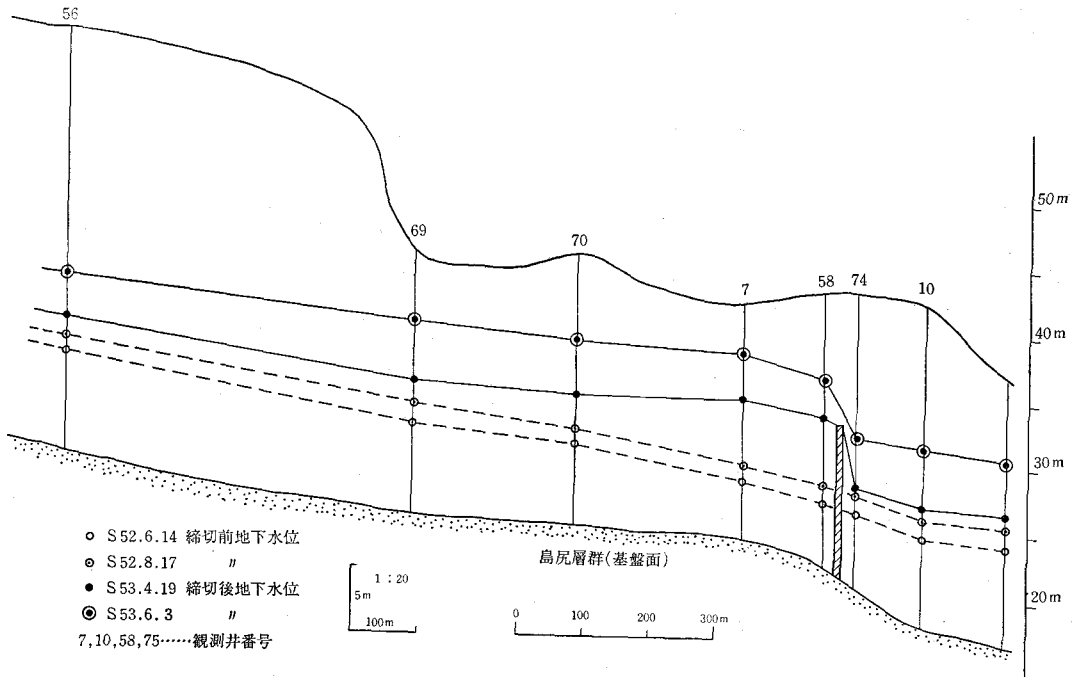 56
69
70
7
58
74
10
50m
40m
30m
20m
島尻層群(基盤面)
S52.6.14 締切前地下水位
S52.8.17 〃
S53.4.19 締切後地下水位
S53.6.3 〃
7,10,58,75……観測井番号
1:20
5m
100m
0 100 200 300m